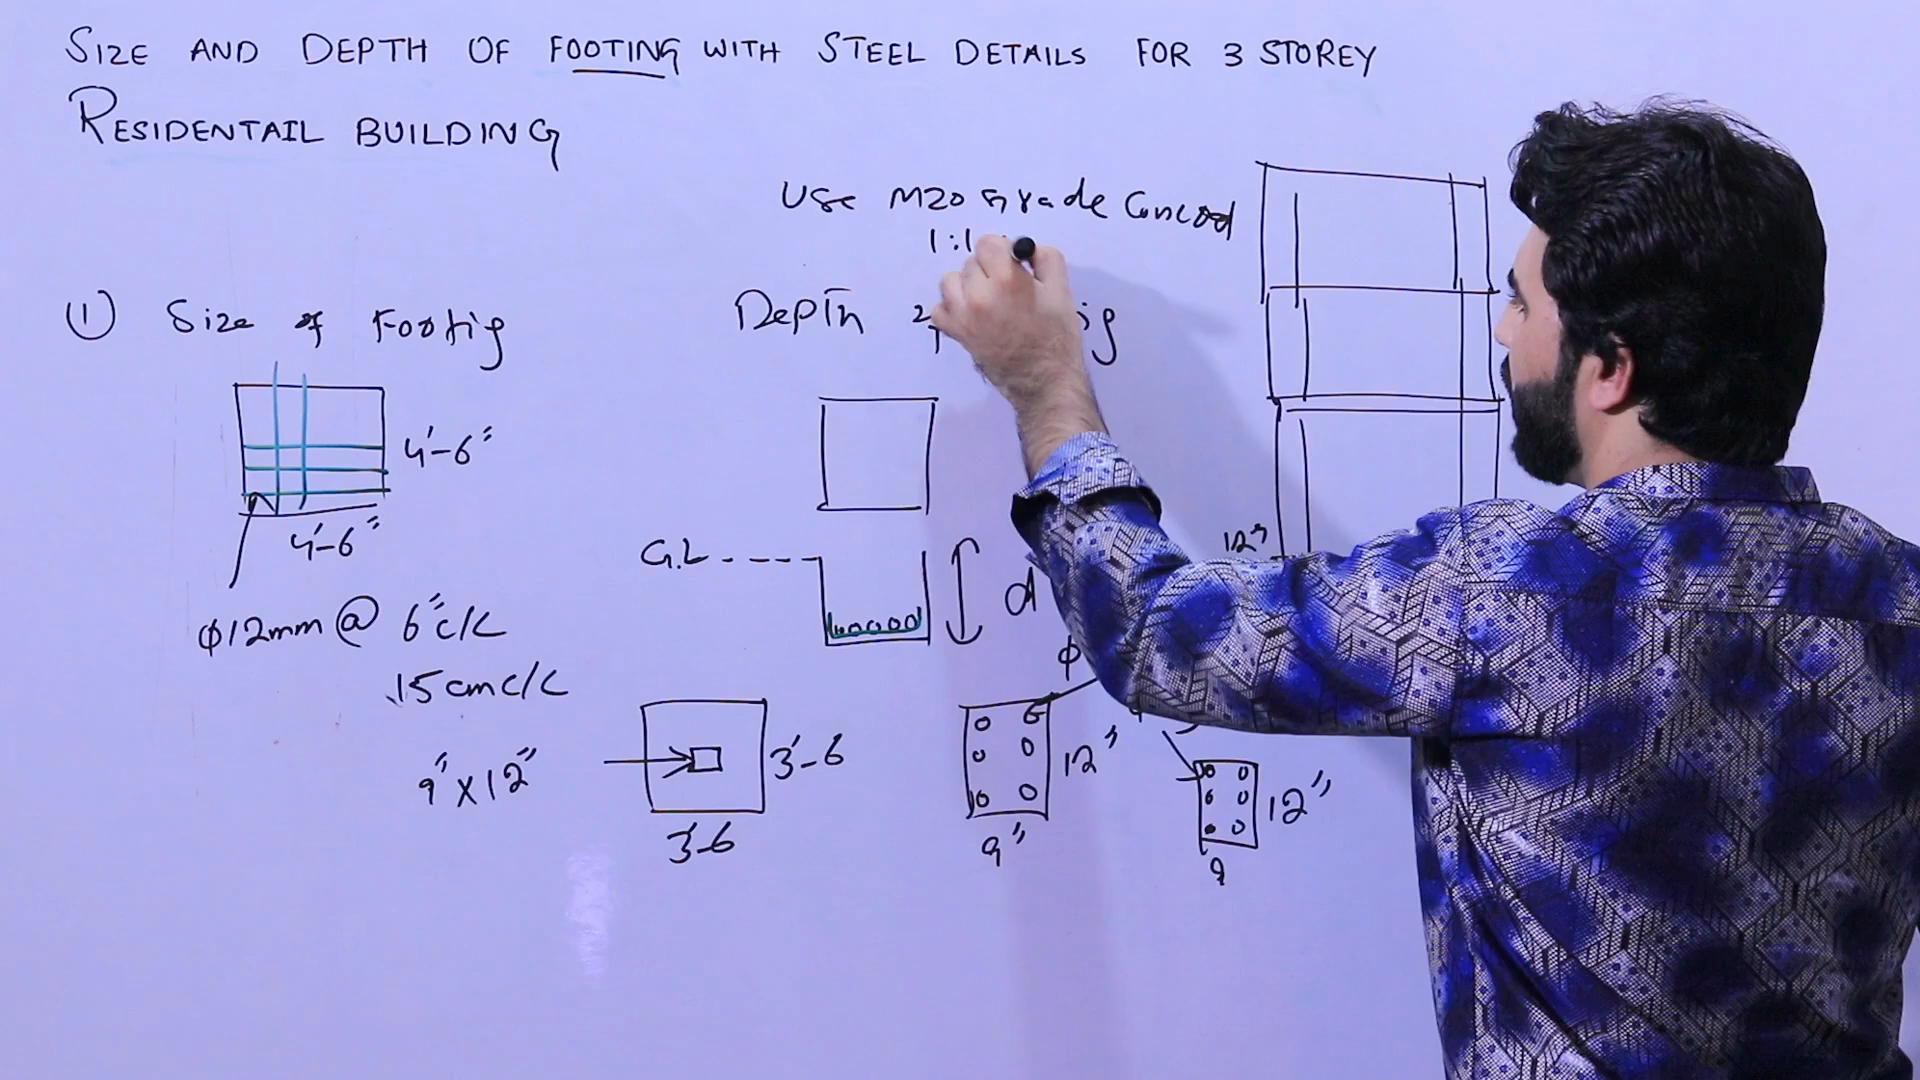 SIZE AND DEPTH OF FOOTING WITH STEEL DETAILS FOR 3 STOREY
RESIDENTAIL BUILDING
Use M20 Grade
1:1
① Size of Footig
Depth
4'-6"
4'-6"
G.L
d
12"
φ12mm @ 6"c/c
15cm c/c
φ
9"x12"
3'-6
3'-6
12"
9"
12"
9